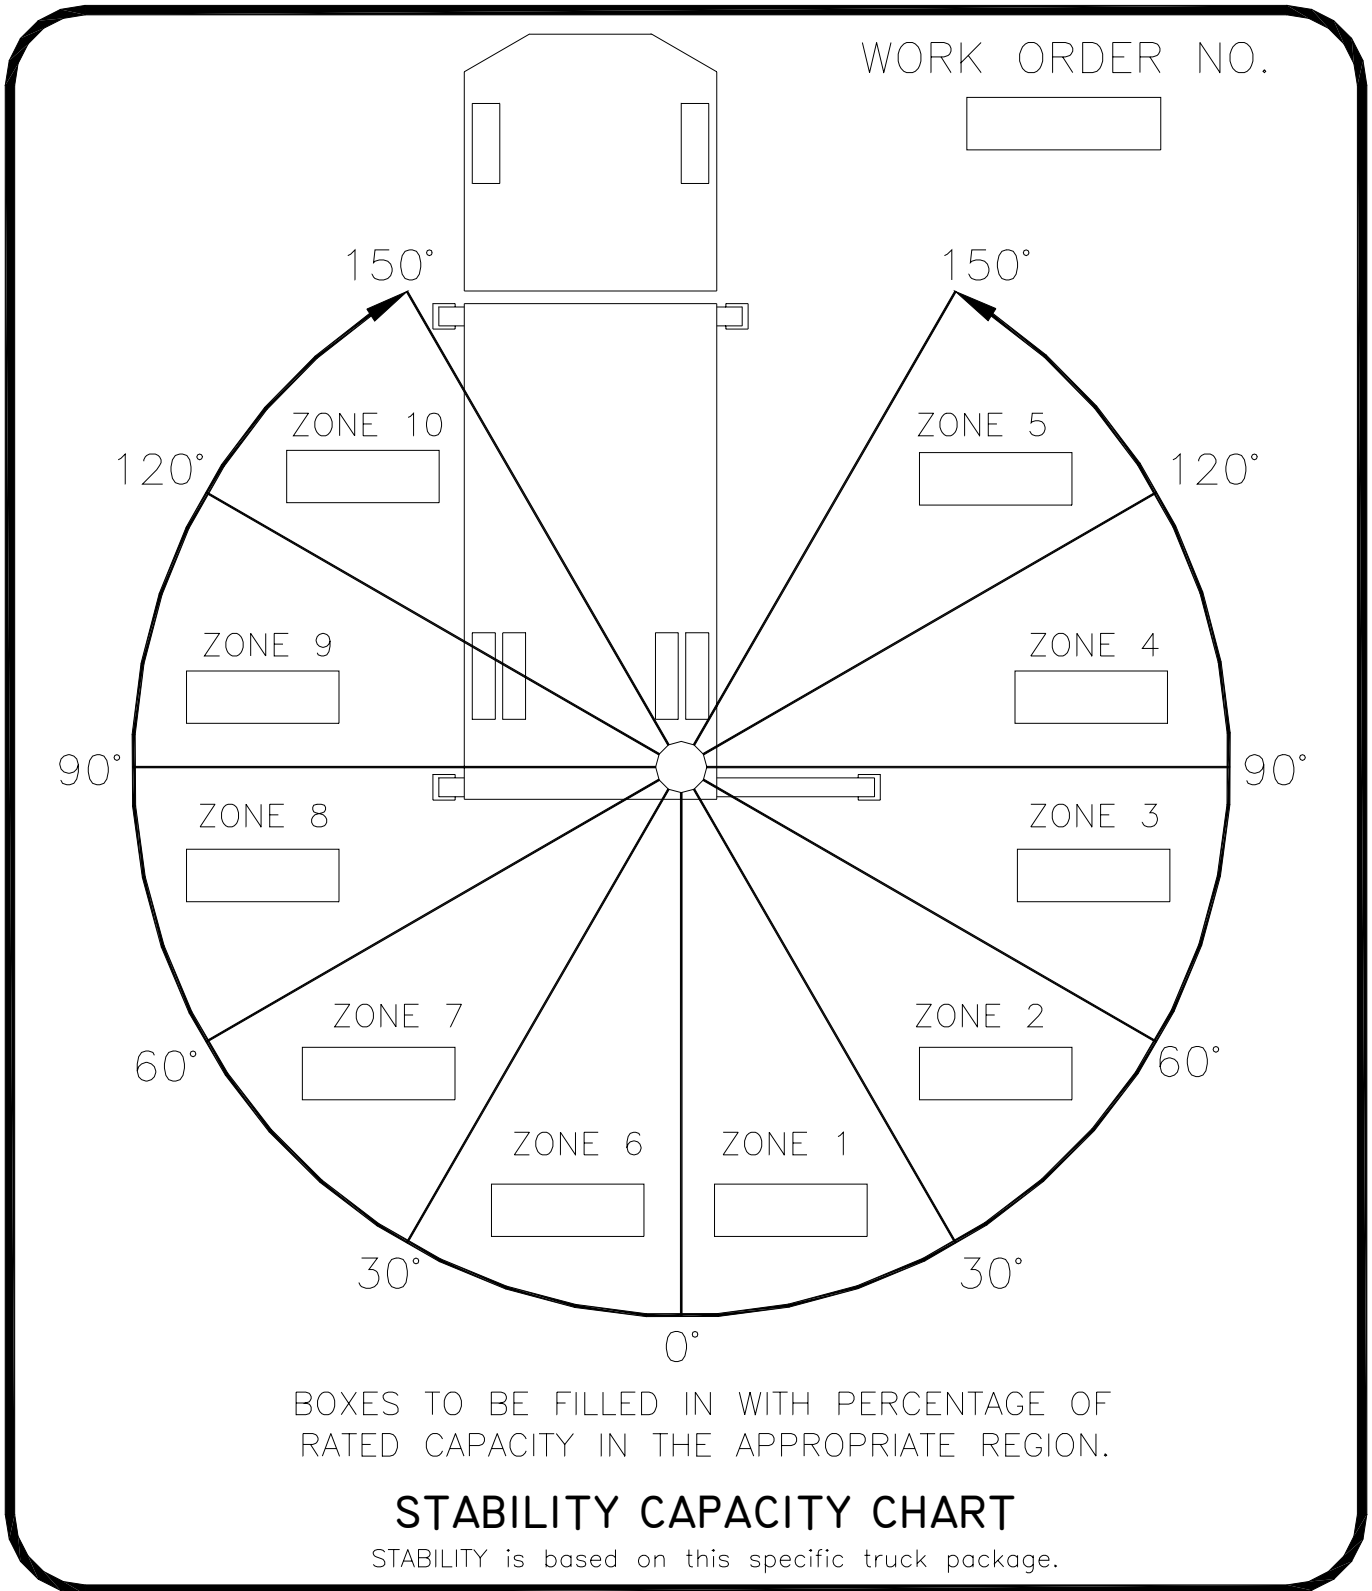 WORK ORDER NO.
150° 150°
ZONE 10 ZONE 5
120° 120°
ZONE 9 ZONE 4
90° 90°
ZONE 8 ZONE 3
ZONE 7 ZONE 2
60° 60°
ZONE 6 ZONE 1
30° 30°
0°
BOXES TO BE FILLED IN WITH PERCENTAGE OF
RATED CAPACITY IN THE APPROPRIATE REGION.
STABILITY CAPACITY CHART
STABILITY is based on this specific truck package.